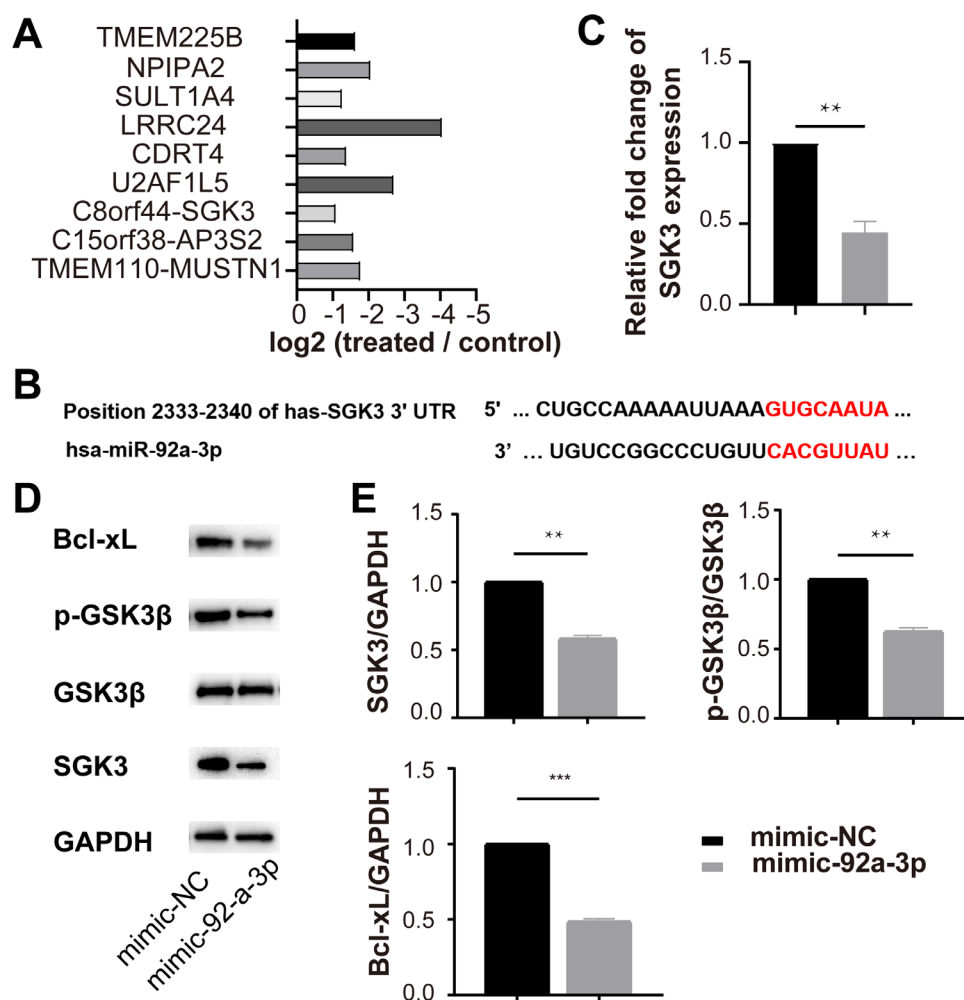 A
TMEM225B
NPIPA2
SULT1A4
LRRC24
CDRT4
U2AF1L5
C8orf44-SGK3
C15orf38-AP3S2
TMEM110-MUSTN1
0 -1 -2 -3 -4 -5
log2 (treated / control)
C
Relative fold change of
SGK3 expression
1.5
1.0
0.5
0.0
**
B
Position 2333-2340 of has-SGK3 3' UTR 5' ... CUGCCAAAAAUUAAAGUGCAAUA ...
hsa-miR-92a-3p 3' ... UGUCCGGCCCUGUUCACGUUAU ...
D
Bcl-xL
p-GSK3β
GSK3β
SGK3
GAPDH
mimic-NC
mimic-92-a-3p
E
SGK3/GAPDH
1.5
1.0
0.5
0.0
**
p-GSK3β/GSK3β
1.5
1.0
0.5
0.0
**
Bcl-xL/GAPDH
1.5
1.0
0.5
0.0
***
mimic-NC
mimic-92a-3p